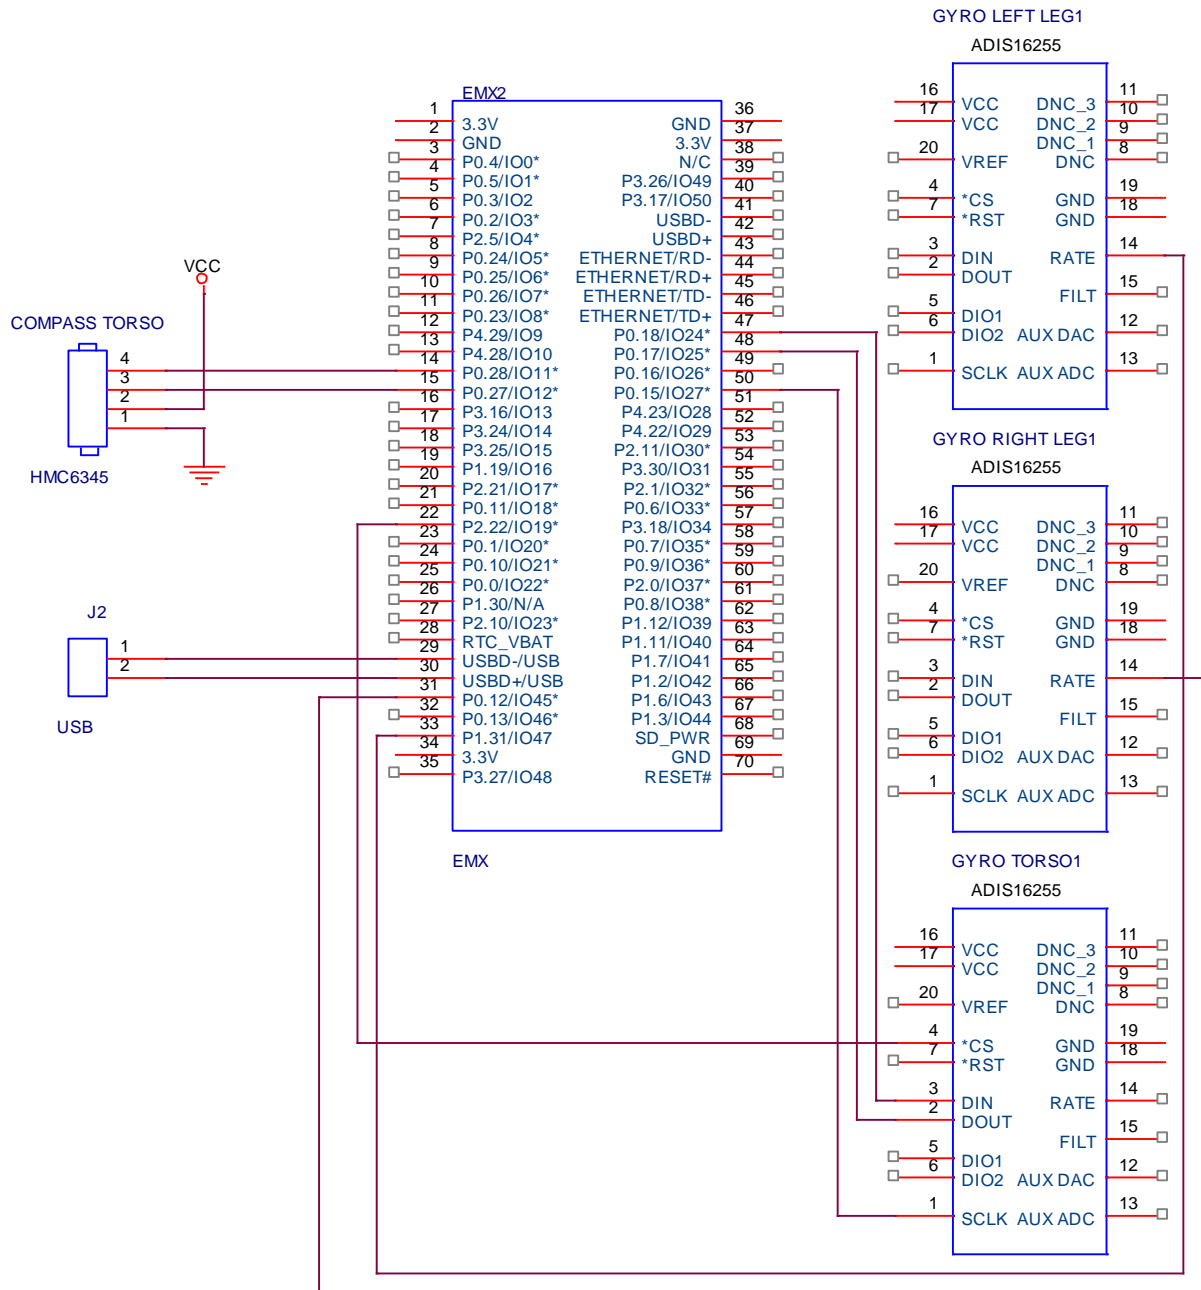 GYRO LEFT LEG1
ADIS16255
16 VCC DNC_3 11
17 VCC DNC_2 10
DNC_1 9
20 VREF DNC 8
4 *CS GND 19
7 *RST GND 18
3 DIN RATE 14
2 DOUT
FILT 15
5 DIO1
6 DIO2 AUX DAC 12
1 SCLK AUX ADC 13
EMX2
1 3.3V GND 36
2 GND 3.3V 37
3 P0.4/IO0* N/C 38
4 P0.5/IO1* P3.26/IO49 39
5 P0.3/IO2 P3.17/IO50 40
6 P0.2/IO3* USBD- 41
7 P2.5/IO4* USBD+ 42
8 P0.24/IO5* ETHERNET/RD- 43
9 P0.25/IO6* ETHERNET/RD+ 44
10 P0.26/IO7* ETHERNET/TD- 45
11 P0.23/IO8* ETHERNET/TD+ 46
12 P4.29/IO9 P0.18/IO24* 47
13 P4.28/IO10 P0.17/IO25* 48
14 P0.28/IO11* P0.16/IO26* 49
15 P0.27/IO12* P0.15/IO27* 50
16 P3.16/IO13 P4.23/IO28 51
17 P3.24/IO14 P4.22/IO29 52
18 P3.25/IO15 P2.11/IO30* 53
19 P1.19/IO16 P3.30/IO31 54
20 P2.21/IO17* P2.1/IO32* 55
21 P0.11/IO18* P0.6/IO33* 56
22 P2.22/IO19* P3.18/IO34 57
23 P0.1/IO20* P0.7/IO35* 58
24 P0.10/IO21* P0.9/IO36* 59
25 P0.0/IO22* P2.0/IO37* 60
26 P1.30/N/A P0.8/IO38* 61
27 P2.10/IO23* P1.12/IO39 62
28 RTC_VBAT P1.11/IO40 63
29 USBD-/USB P1.7/IO41 64
30 USBD+/USB P1.2/IO42 65
31 P0.12/IO45* P1.6/IO43 66
32 P0.13/IO46* P1.3/IO44 67
33 P1.31/IO47 SD_PWR 68
34 3.3V GND 69
35 P3.27/IO48 RESET# 70
EMX
VCC
COMPASS TORSO
4
3
2
1
HMC6345
J2
1
2
USB
GYRO RIGHT LEG1
ADIS16255
16 VCC DNC_3 11
17 VCC DNC_2 10
DNC_1 9
20 VREF DNC 8
4 *CS GND 19
7 *RST GND 18
3 DIN RATE 14
2 DOUT
FILT 15
5 DIO1
6 DIO2 AUX DAC 12
1 SCLK AUX ADC 13
GYRO TORSO1
ADIS16255
16 VCC DNC_3 11
17 VCC DNC_2 10
DNC_1 9
20 VREF DNC 8
4 *CS GND 19
7 *RST GND 18
3 DIN RATE 14
2 DOUT
FILT 15
5 DIO1
6 DIO2 AUX DAC 12
1 SCLK AUX ADC 13